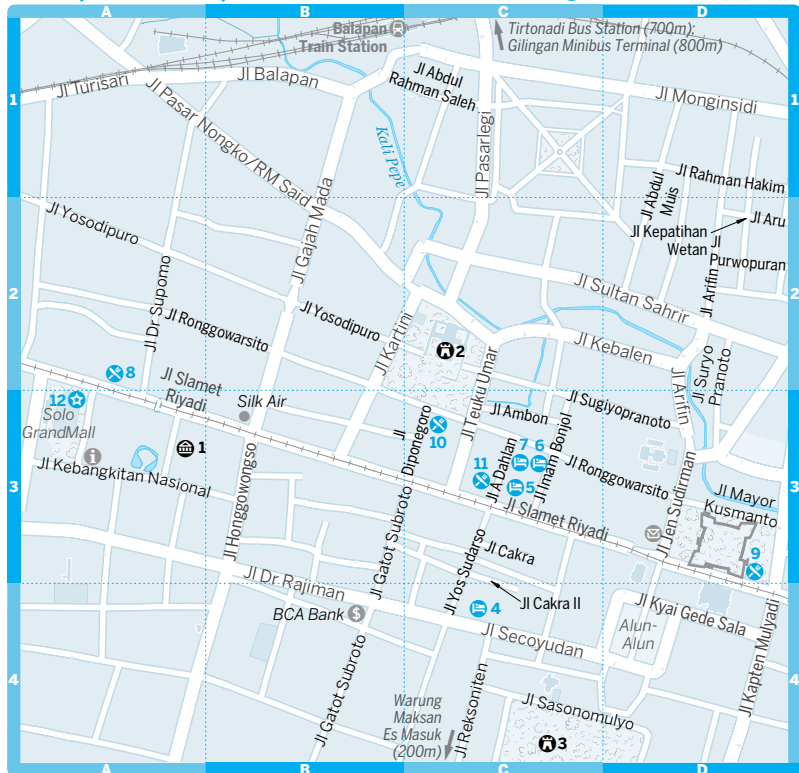 A
B
C
D
Balapan
Train Station
Tirtonadi Bus Station (700m);
Gilingan Minibus Terminal (800m)
1
1
Jl Turisan
Jl Balapan
Jl Abdul
Rahman Saleh
Jl Monginsidi
Jl Pasar Nongko/RM Said
Kali Pepe
Jl Pasarlegi
Jl Rahman Hakim
Jl Abdul
Muis
Jl Aru
Jl Kepatihan
Wetan
Jl
Purwopuran
Jl Yosodipuro
Jl Gajah Mada
2
2
Jl Dr Supomo
Jl Sultan Sahrir
Jl Arifin
Jl Ronggowarsito
Jl Yosodipuro
Jl Kartini
2
Jl Kebalen
Jl Suryo
Pranoto
Jl Teuku Umar
Jl Arifin
8
Jl Slamet
Riyadi
Silk Air
12
Solo
GrandMall
Jl Sugiyopranoto
Jl Ambon
Jl
Diponegoro
10
7
6
1
Jl Kebangkitan Nasional
11
5
Jl A Dahlan
Jl Imam Bonjol
Jl Ronggowarsito
3
3
Jl Mayor
Kusmanto
Jl Slamet Riyadi
Jl Jen Sudirman
Jl Honggowongso
Jl Gatot Subroto
Jl Yos Sudarso
Jl Cakra
9
Jl Dr Rajiman
Jl Cakra II
BCA Bank
$
4
Jl Kyai Gede Sala
Jl Secoyudan
Alun-
Alun
Jl Kapten Mulyadi
4
4
Jl Gatot Subroto
Warung
Maksan
Es Masuk
(200m)
Jl Reksoniten
Jl Sasonomulyo
3
A
B
C
D